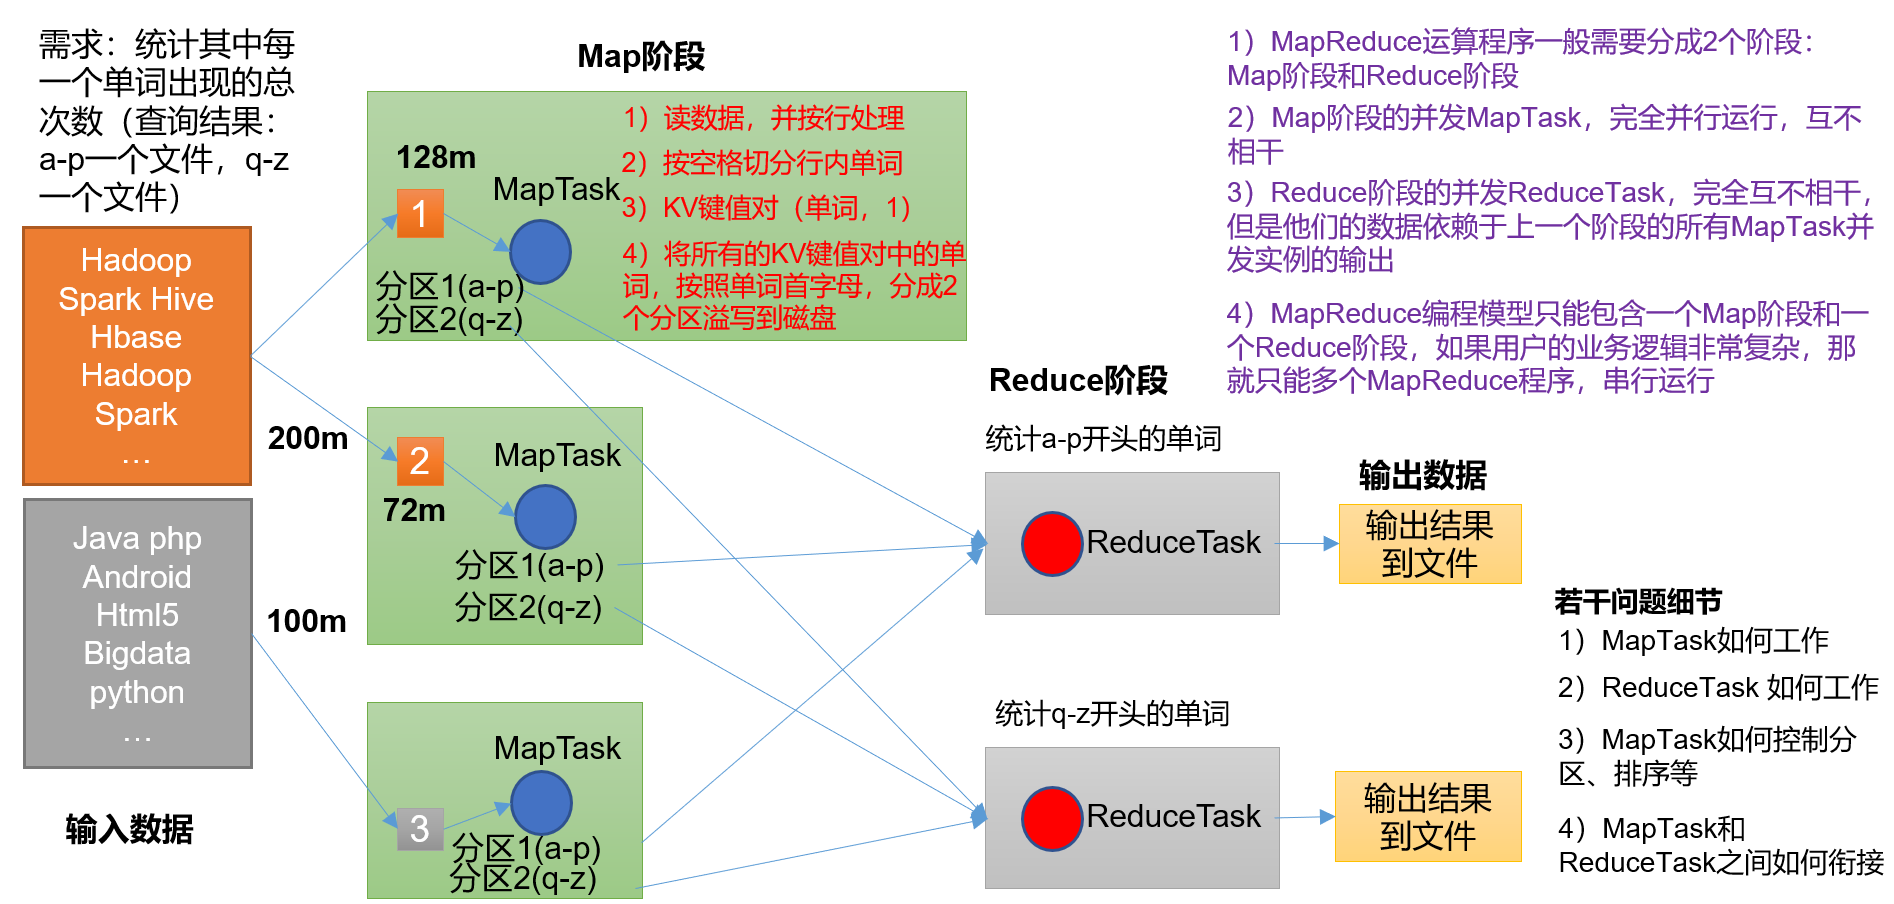 需求：统计其中每
一个单词出现的总
次数（查询结果：
a-p一个文件，q-z
一个文件）
Hadoop
Spark Hive
Hbase
Hadoop
Spark
…
200m
Java php
Android
Html5
Bigdata
python
…
100m
输入数据
Map阶段
128m
1
MapTask
分区1(a-p)
分区2(q-z)
1）读数据，并按行处理
2）按空格切分行内单词
3）KV键值对（单词，1）
4）将所有的KV键值对中的单
词，按照单词首字母，分成2
个分区溢写到磁盘
2
72m
MapTask
分区1(a-p)
分区2(q-z)
3
MapTask
分区1(a-p)
分区2(q-z)
Reduce阶段
统计a-p开头的单词
ReduceTask
统计q-z开头的单词
ReduceTask
输出数据
输出结果
到文件
输出结果
到文件
1）MapReduce运算程序一般需要分成2个阶段：
Map阶段和Reduce阶段
2）Map阶段的并发MapTask，完全并行运行，互不
相干
3）Reduce阶段的并发ReduceTask，完全互不相干，
但是他们的数据依赖于上一个阶段的所有MapTask并
发实例的输出
4）MapReduce编程模型只能包含一个Map阶段和一
个Reduce阶段，如果用户的业务逻辑非常复杂，那
就只能多个MapReduce程序，串行运行
若干问题细节
1）MapTask如何工作
2）ReduceTask 如何工作
3）MapTask如何控制分
区、排序等
4）MapTask和
ReduceTask之间如何衔接